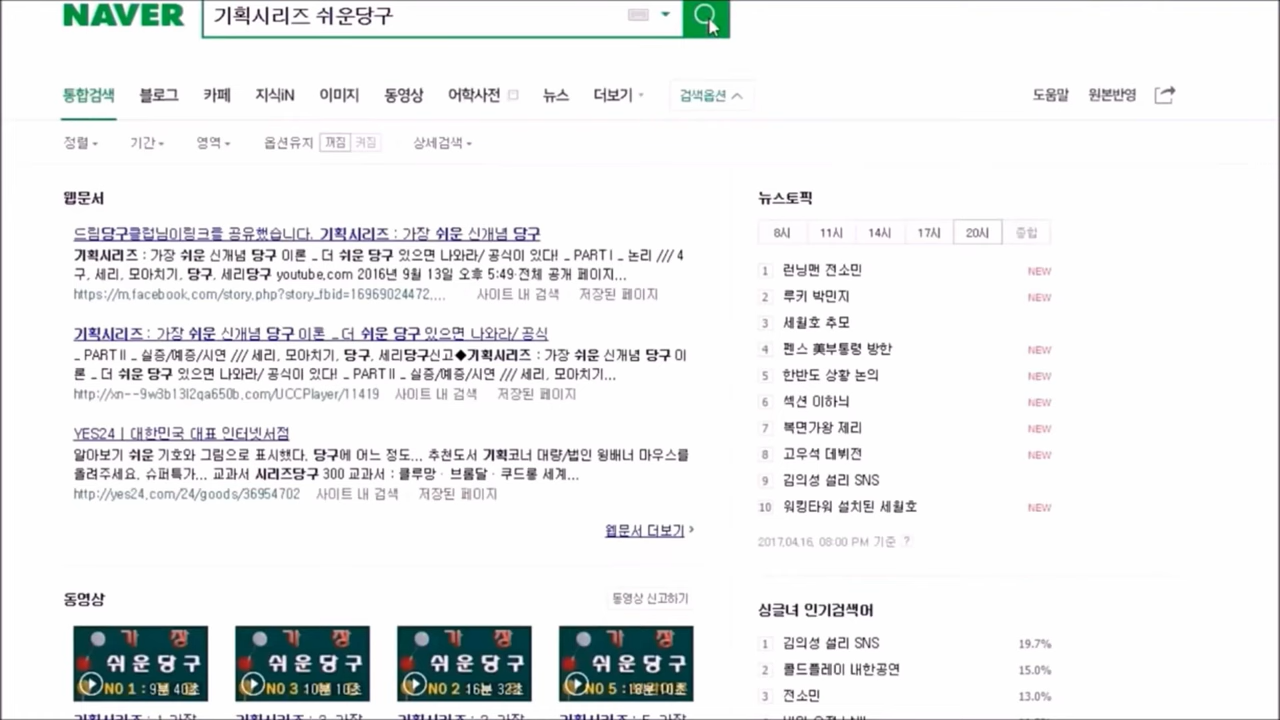 NAVER
기획시리즈 쉬운당구
통합검색 블로그 카페 지식iN 이미지 동영상 어학사전 뉴스 더보기 검색옵션 도움말 원본반영
정렬 기간 영역 옵션유지 꺼짐 켜짐 상세검색
웹문서
드림당구클럽님이링크를 공유했습니다. 기획시리즈 : 가장 쉬운 신개념 당구
기획시리즈 : 가장 쉬운 신개념 당구 이론 _ 더 쉬운 당구 있으면 나와라/ 공식이 있다! _ PART I _ 논리 /// 4
구, 세리, 모아치기, 당구, 세리당구 youtube.com 2016년 9월 13일 오후 5:49·전체 공개 페이지...
https://m.facebook.com/story.php?story_fbid=16969024472.... 사이트 내 검색 저장된 페이지
기획시리즈 : 가장 쉬운 신개념 당구 이론 _ 더 쉬운 당구 있으면 나와라/ 공식
_ PART II _ 실증/예증/시연 /// 세리, 모아치기, 당구, 세리당구신고◆기획시리즈 : 가장 쉬운 신개념 당구 이
론 _ 더 쉬운 당구 있으면 나와라/ 공식이 있다! _ PART II _ 실증/예증/시연 /// 세리, 모아치기...
http://xn--9w3b13l2qa650b.com/UCCPlayer/11419 사이트 내 검색 저장된 페이지
YES24 | 대한민국 대표 인터넷서점
알아보기 쉬운 기호와 그림으로 표시했다. 당구에 어느 정도... 추천도서 기획코너 대량/법인 윙배너 마우스를
올려주세요. 슈퍼특가... 교과서 시리즈당구 300 교과서 : 클루망 · 브롬달 · 쿠드롱 세계...
http://yes24.com/24/goods/36954702 사이트 내 검색 저장된 페이지
웹문서 더보기
동영상
동영상 신고하기
가 장 쉬운당구 NO 1 : 9분 40초
가 장 쉬운당구 NO 3 10분 10초
가 장 쉬운당구 NO 2 16분 32초
가 장 쉬운당구 NO 5 :
뉴스토픽
8시 11시 14시 17시 20시 종합
1 런닝맨 전소민 NEW
2 루키 박민지 NEW
3 세월호 추모
4 펜스 美부통령 방한 NEW
5 한반도 상황 논의 NEW
6 섹션 이하늬 NEW
7 복면가왕 제리 NEW
8 고우석 데뷔전 NEW
9 김의성 설리 SNS
10 워킹타워 설치된 세월호 NEW
2017.04.16. 08:00 PM 기준 ?
싱글녀 인기검색어
1 김의성 설리 SNS 19.7%
2 콜드플레이 내한공연 15.0%
3 전소민 13.0%